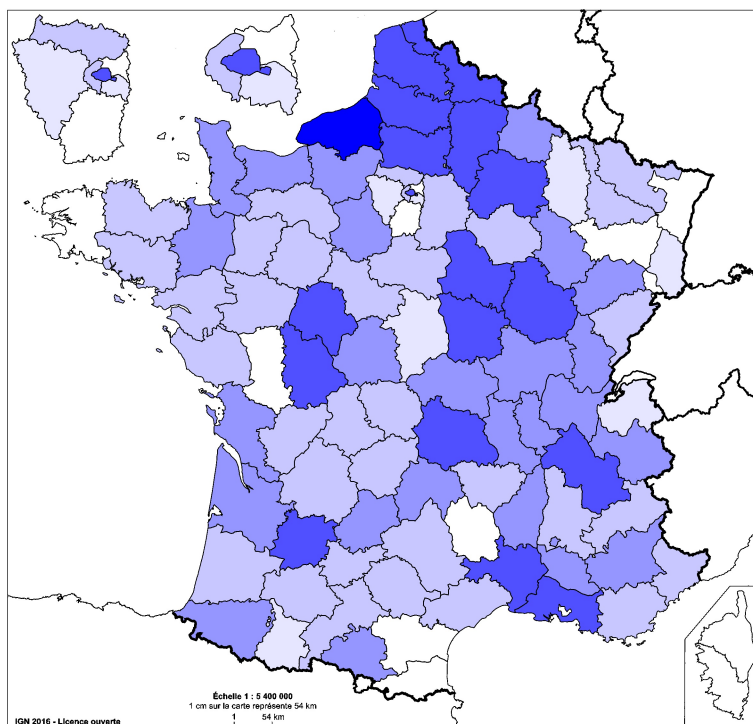 Échelle 1 : 5 400 000
1 cm sur la carte représente 54 km
1 54 km
IGN 2016 - Licence ouverte